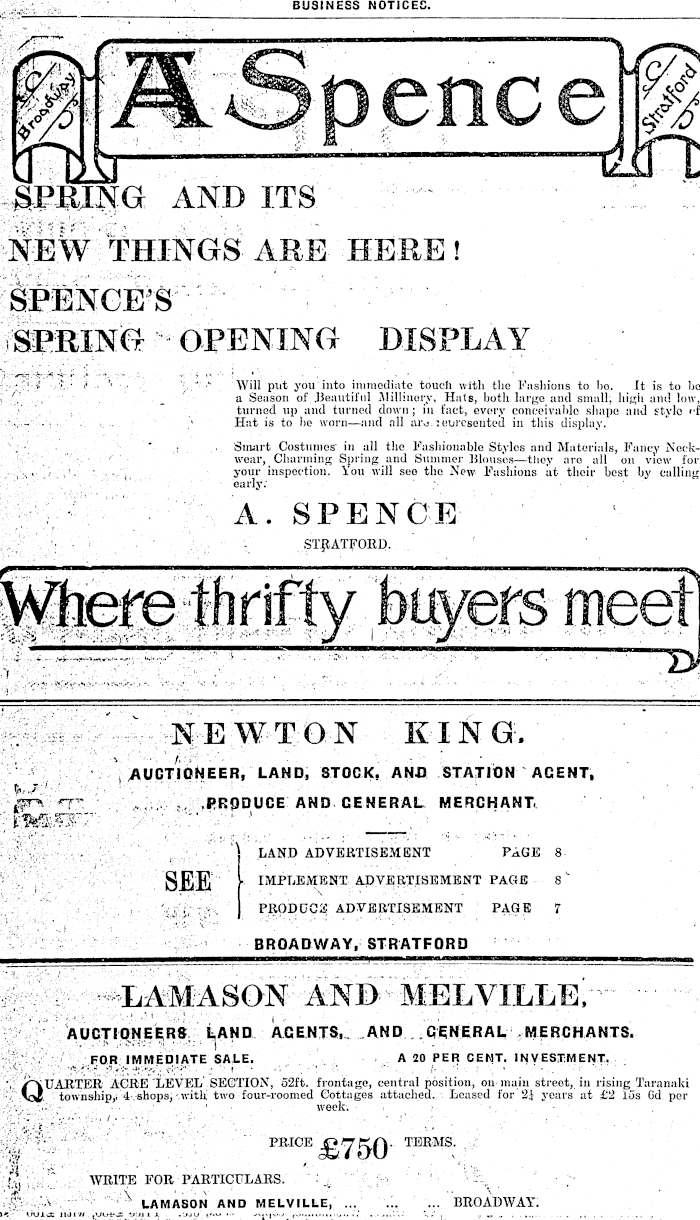 BUSINESS NOTICES.
Broadway
A Spence
Stratford
SPRING AND ITS
NEW THINGS ARE HERE!
SPENCE'S
SPRING OPENING DISPLAY
Will put you into immediate touch with the Fashions to be. It is to be
a Season of Beautiful Millinery, Hats, both large and small; high and low,
turned up and turned down; in fact, every conceivable shape and style of
Hat is to be worn—and all are represented in this display.
Smart Costumes in all the Fashionable Styles and Materials, Fancy Neck-
wear, Charming Spring and Summer Blouses—they are all on view for
your inspection. You will see the New Fashions at their best by calling
early.
A. SPENCE
STRATFORD.
Where thrifty buyers meet
NEWTON KING.
AUCTIONEER, LAND, STOCK, AND STATION AGENT,
PRODUCE AND GENERAL MERCHANT.
SEE
LAND ADVERTISEMENT PAGE 8
IMPLEMENT ADVERTISEMENT PAGE 8
PRODUCE ADVERTISEMENT PAGE 7
BROADWAY, STRATFORD
LAMASON AND MELVILLE,
AUCTIONEERS LAND AGENTS, AND GENERAL MERCHANTS.
FOR IMMEDIATE SALE. A 20 PER CENT. INVESTMENT.
QUARTER ACRE LEVEL SECTION, 52ft. frontage, central position, on main street, in rising Taranaki
township, 4 shops, with two four-roomed Cottages attached. Leased for 2¼ years at £2 15s 6d per
week.
PRICE £750 TERMS.
WRITE FOR PARTICULARS.
LAMASON AND MELVILLE, ... ... ... BROADWAY.